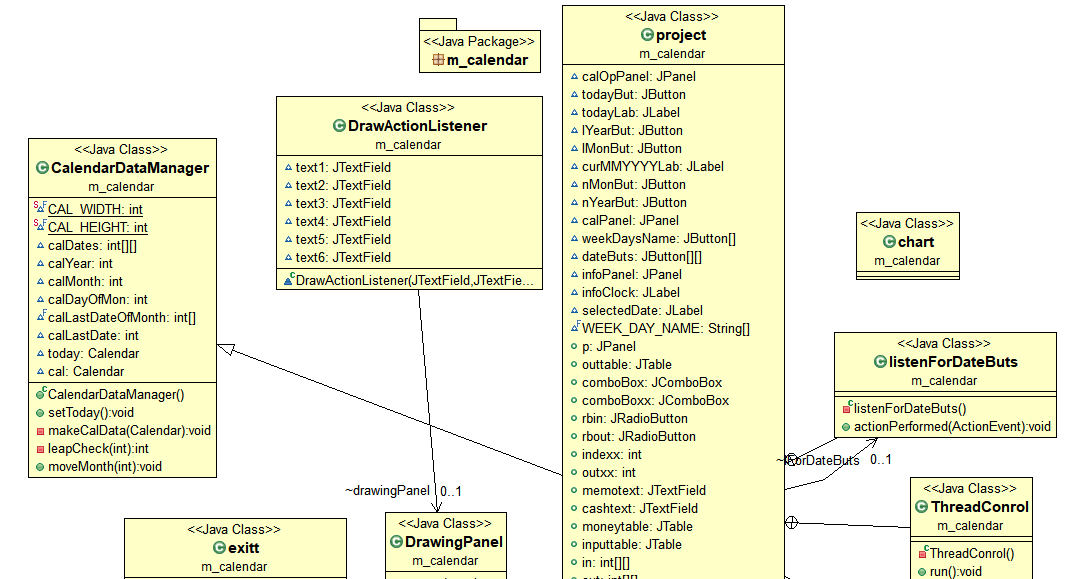 <<Java Package>>
m_calendar
<<Java Class>>
CalendarDataManager
m_calendar
CAL_WIDTH: int
CAL_HEIGHT: int
calDates: int[][]
calYear: int
calMonth: int
calDayOfMon: int
calLastDateOfMonth: int[]
calLastDate: int
today: Calendar
cal: Calendar
CalendarDataManager()
setToday():void
makeCalData(Calendar):void
leapCheck(int):int
moveMonth(int):void
<<Java Class>>
DrawActionListener
m_calendar
text1: JTextField
text2: JTextField
text3: JTextField
text4: JTextField
text5: JTextField
text6: JTextField
DrawActionListener(JTextField,JTextFie...
~drawingPanel 0..1
<<Java Class>>
exitt
m_calendar
<<Java Class>>
DrawingPanel
m_calendar
<<Java Class>>
project
m_calendar
calOpPanel: JPanel
todayBut: JButton
todayLab: JLabel
lYearBut: JButton
lMonBut: JButton
curMMYYYYLab: JLabel
nMonBut: JButton
nYearBut: JButton
calPanel: JPanel
weekDaysName: JButton[]
dateButs: JButton[][]
infoPanel: JPanel
infoClock: JLabel
selectedDate: JLabel
WEEK_DAY_NAME: String[]
p: JPanel
outtable: JTable
comboBox: JComboBox
comboBoxx: JComboBox
rbin: JRadioButton
rbout: JRadioButton
indexx: int
outxx: int
memotext: JTextField
cashtext: JTextField
moneytable: JTable
inputtable: JTable
in: int[][]
out: int[][]
<<Java Class>>
chart
m_calendar
<<Java Class>>
listenForDateButs
m_calendar
listenForDateButs()
actionPerformed(ActionEvent):void
0..1
<<Java Class>>
ThreadConrol
m_calendar
ThreadConrol()
run():void